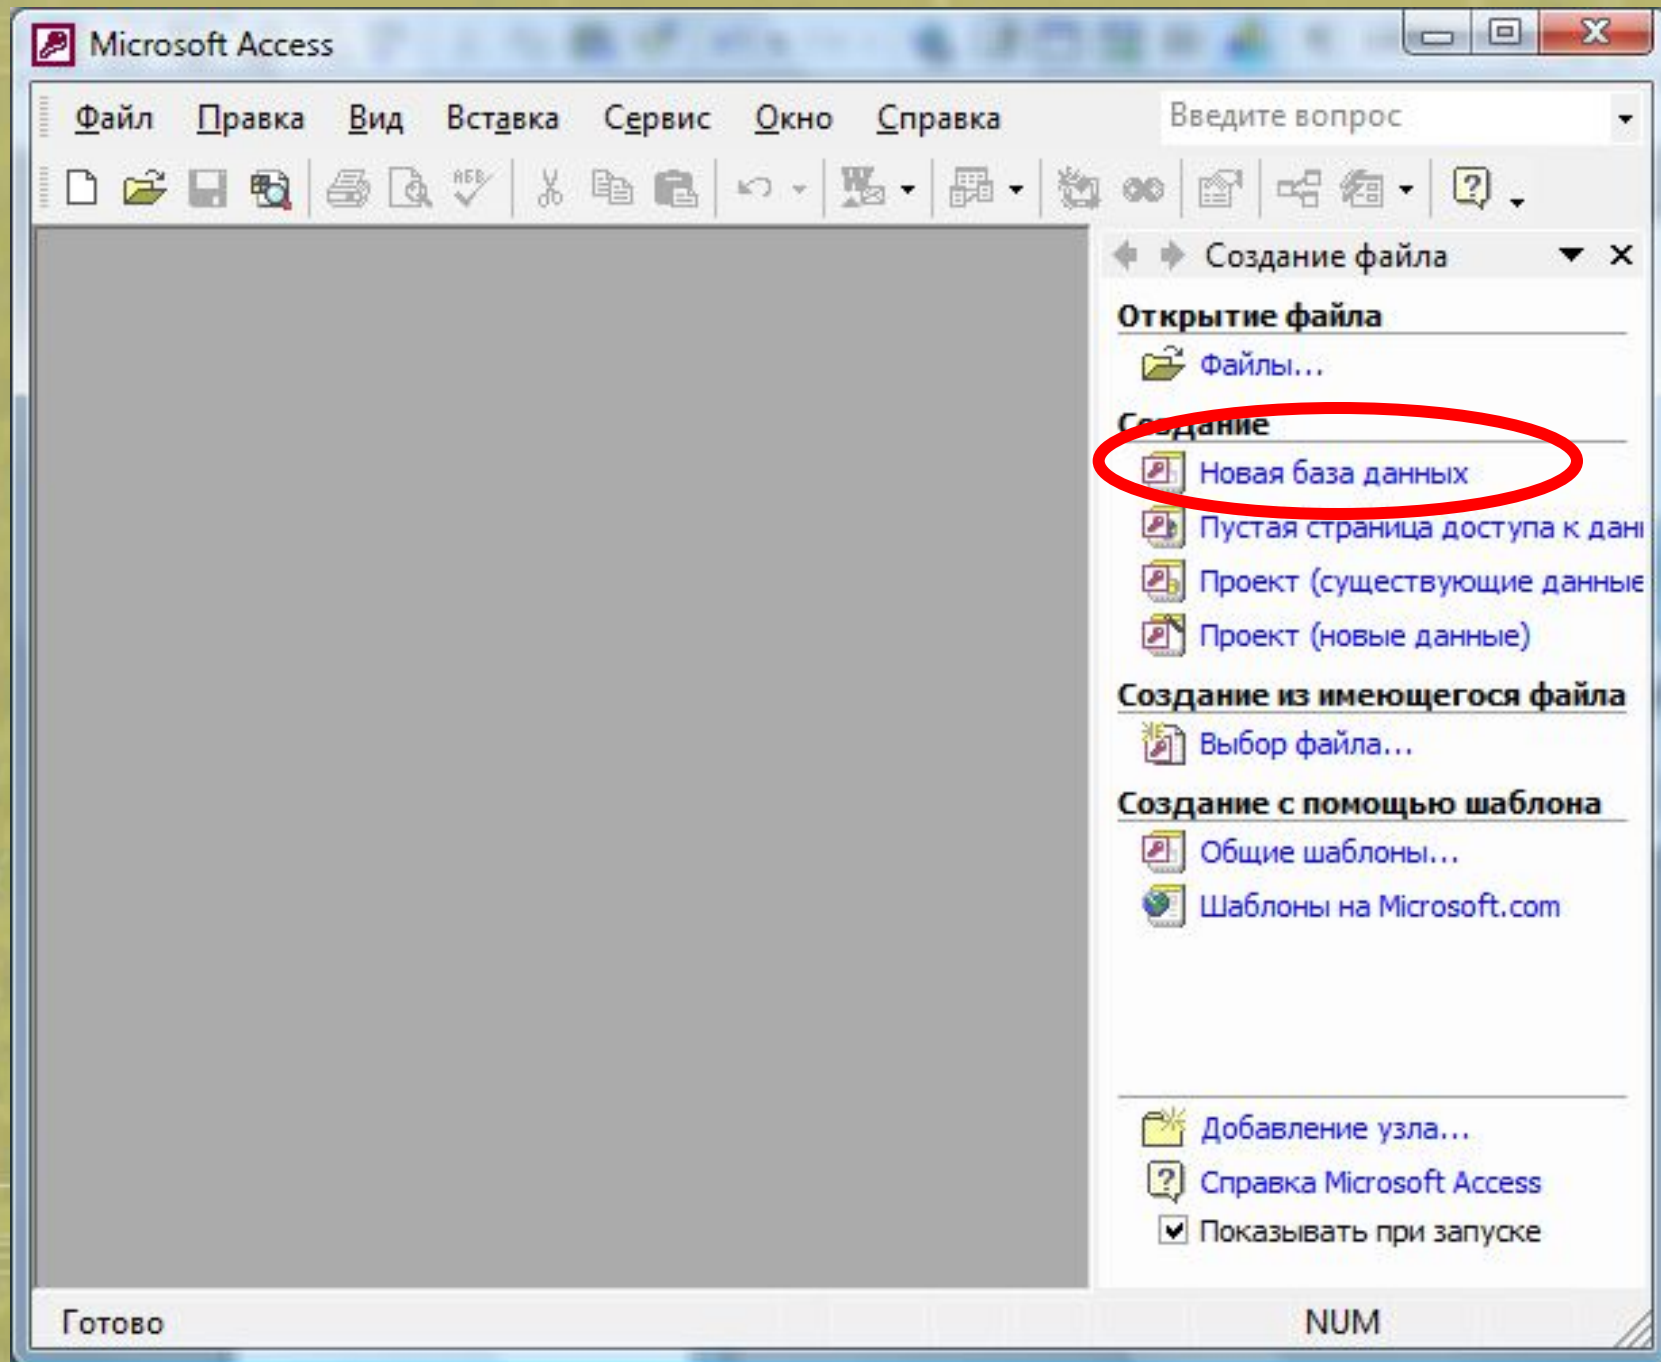 Microsoft Access
Файл Правка Вид Вставка Сервис Окно Справка Введите вопрос
Создание файла
Открытие файла
Файлы...
Создание
Новая база данных
Пустая страница доступа к данн
Проект (существующие данные
Проект (новые данные)
Создание из имеющегося файла
Выбор файла...
Создание с помощью шаблона
Общие шаблоны...
Шаблоны на Microsoft.com
Добавление узла...
Справка Microsoft Access
Показывать при запуске
Готово NUM